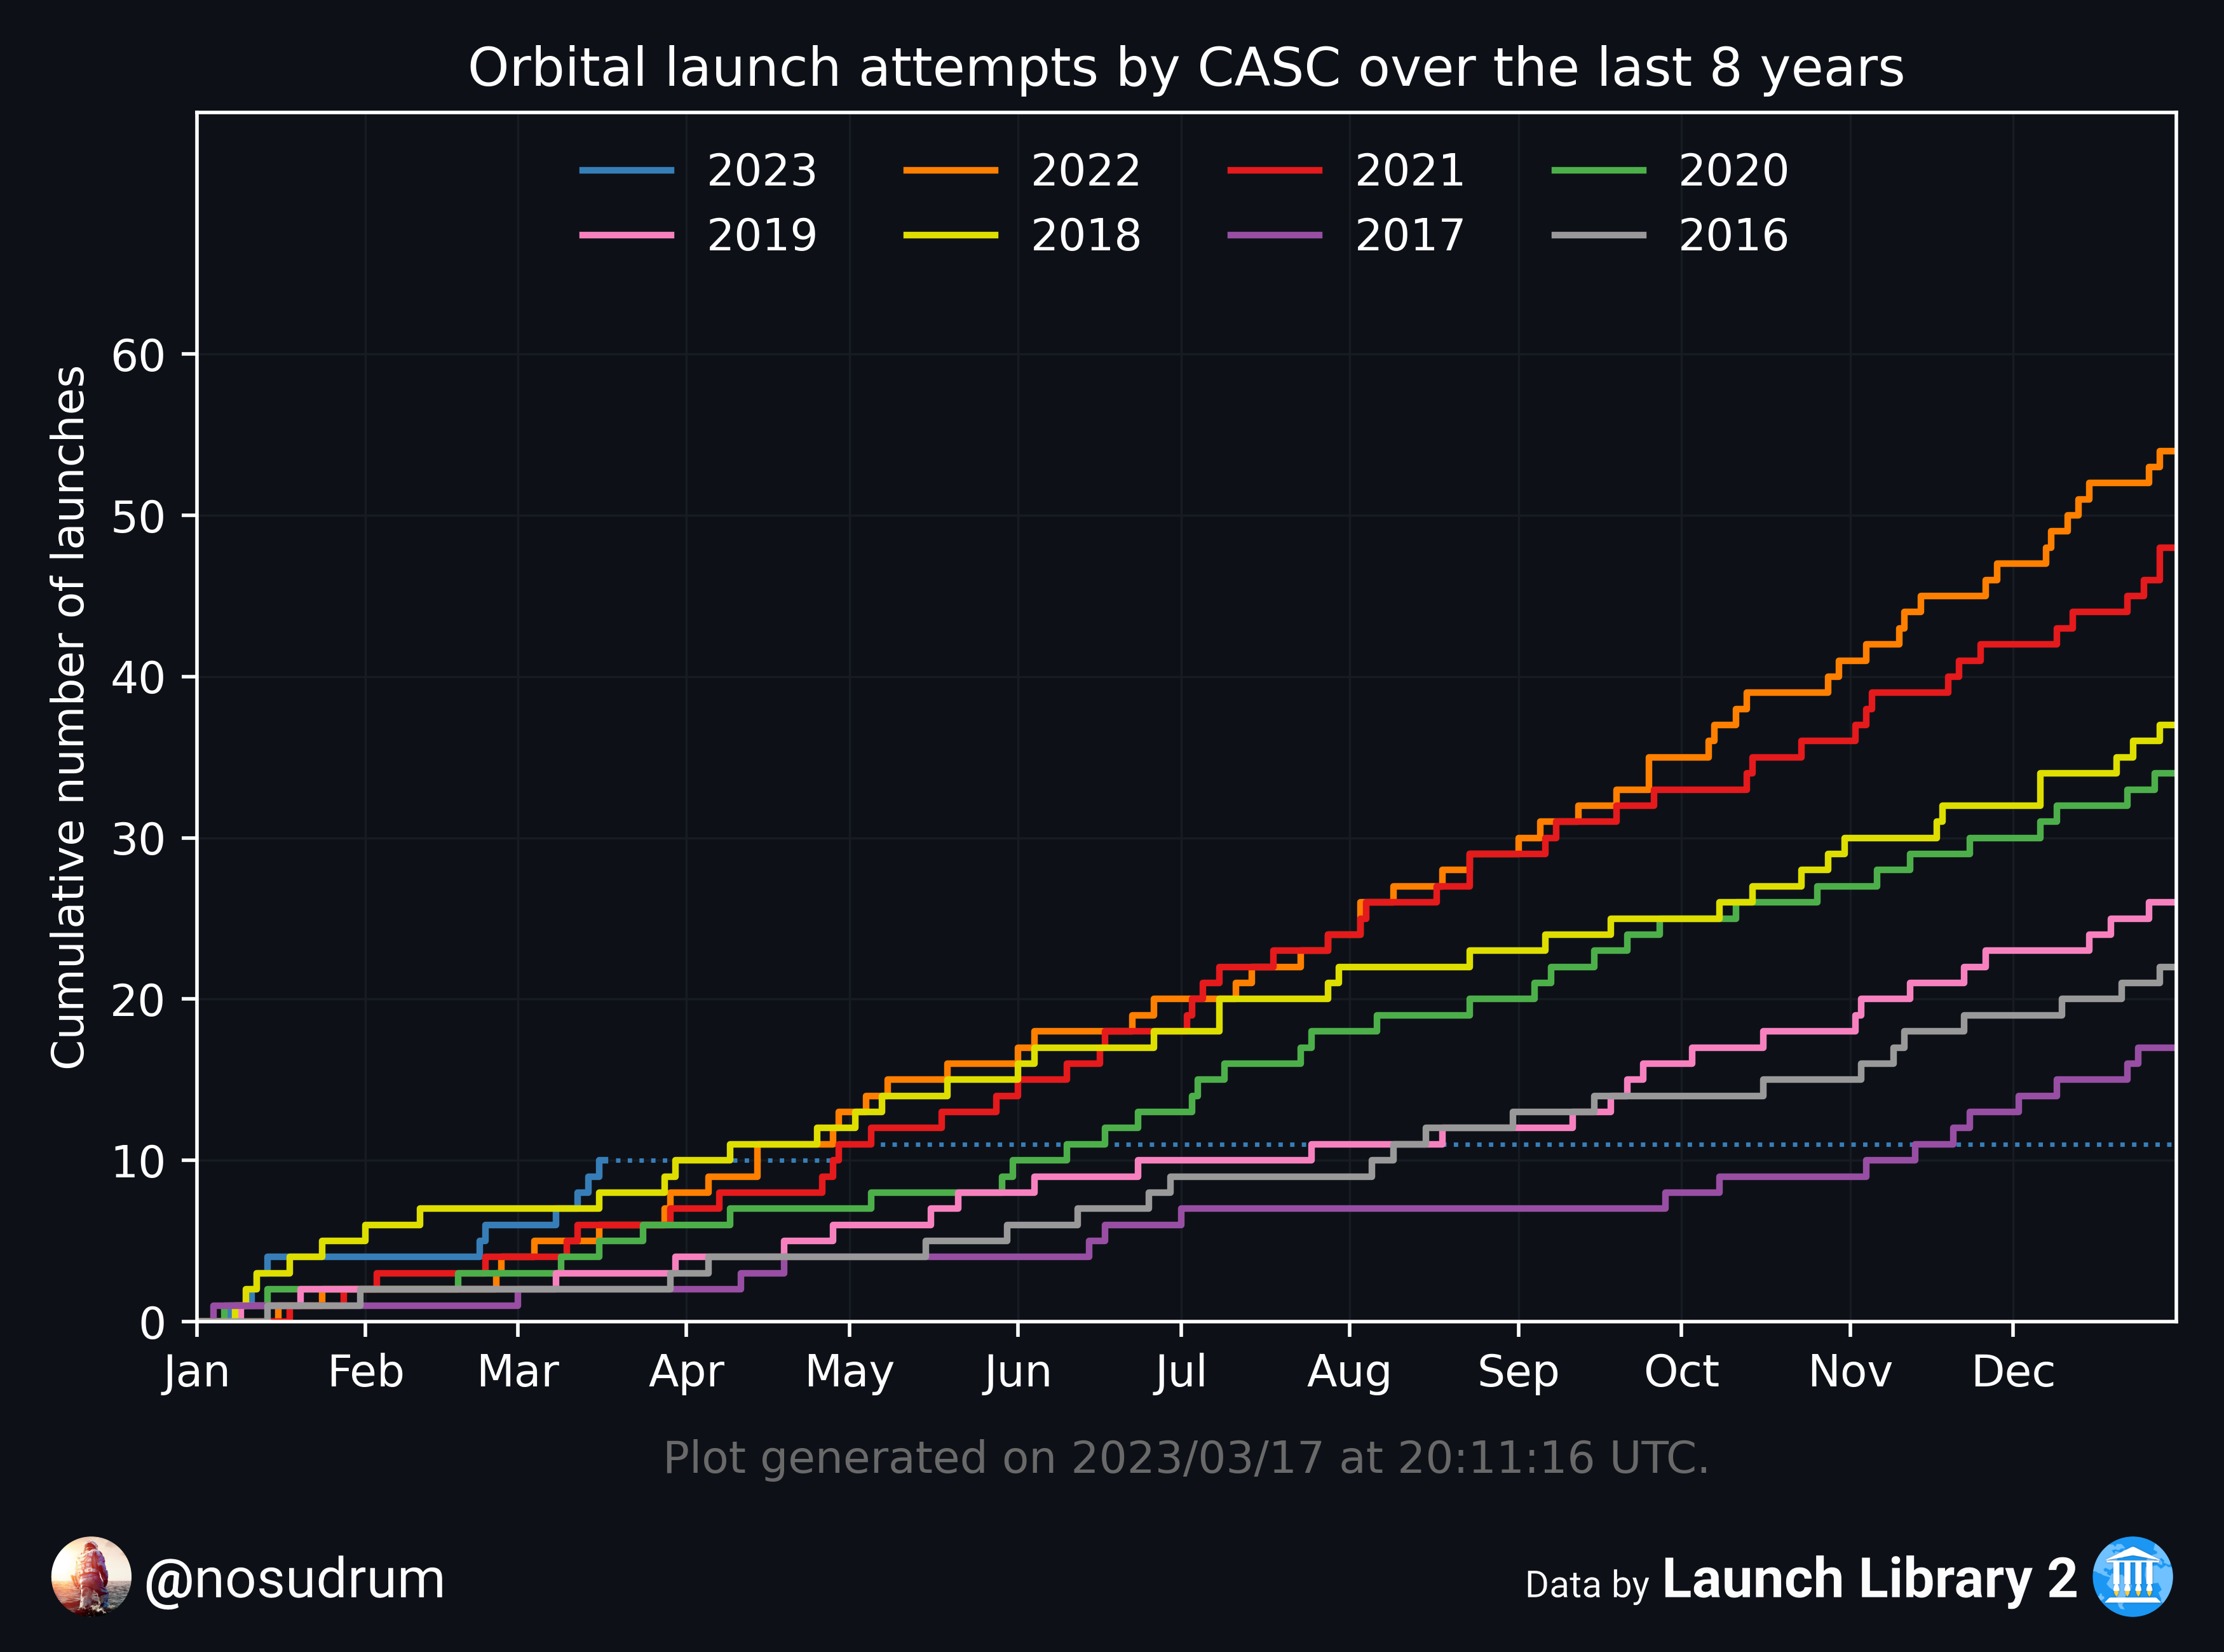 Orbital launch attempts by CASC over the last 8 years
2023 2022 2021 2020
2019 2018 2017 2016
Cumulative number of launches
60
50
40
30
20
10
0
Jan Feb Mar Apr May Jun Jul Aug Sep Oct Nov Dec
Plot generated on 2023/03/17 at 20:11:16 UTC.
@nosudrum
Data by Launch Library 2